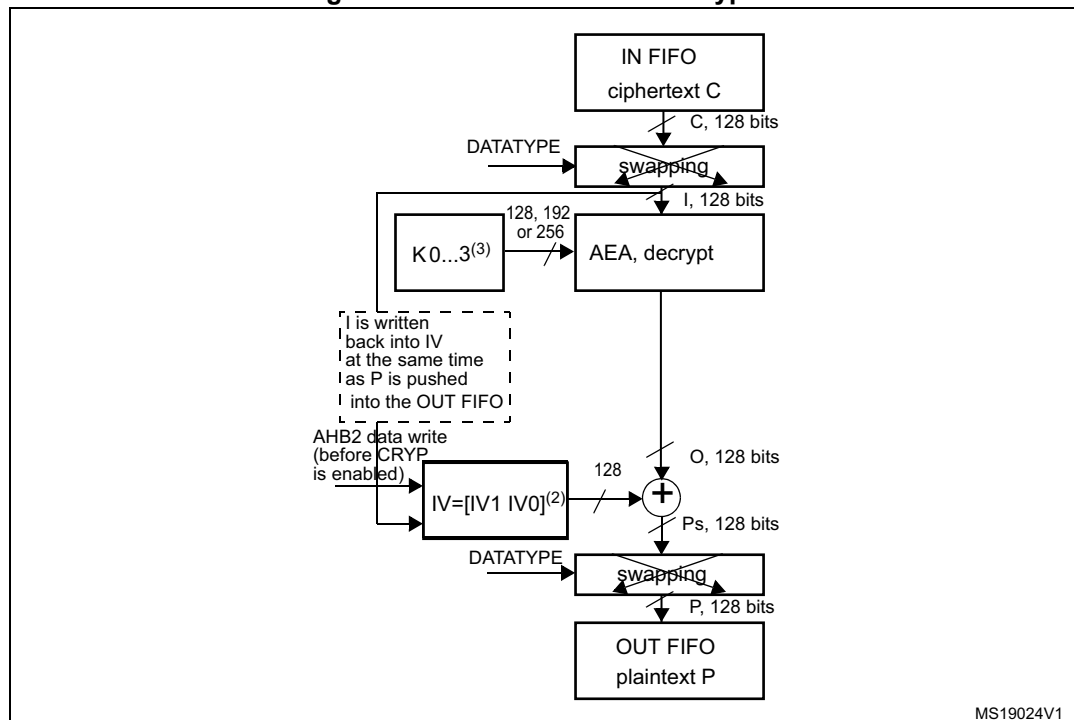 IN FIFO
ciphertext C
C, 128 bits
DATATYPE
swapping
I, 128 bits
128, 192
or 256
K 0...3(3)
AEA, decrypt
I is written
back into IV
at the same time
as P is pushed
into the OUT FIFO
AHB2 data write
(before CRYP
is enabled)
IV=[IV1 IV0](2)
128
O, 128 bits
+
Ps, 128 bits
DATATYPE
swapping
P, 128 bits
OUT FIFO
plaintext P
MS19024V1